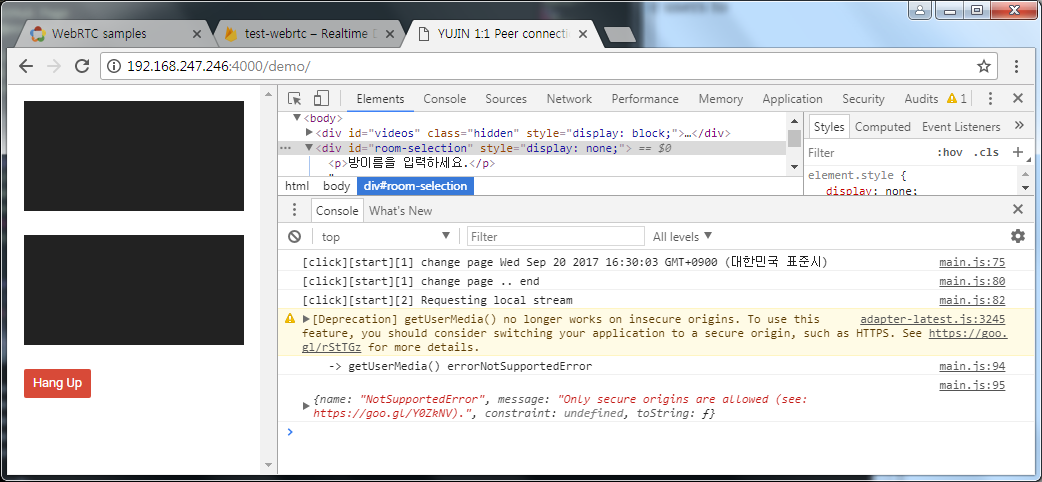 WebRTC samples
test-webrtc – Realtime
YUJIN 1:1 Peer connecti
192.168.247.246:4000/demo/
Elements Console Sources Network Performance Memory Application Security Audits 1
<body>
<div id="videos" class="hidden" style="display: block;">…</div>
<div id="room-selection" style="display: none;"> == $0
<p>방이름을 입력하세요.</p>
html body div#room-selection
Styles Computed Event Listeners »
Filter :hov .cls +
element.style {
display: none;
Console What's New
top Filter All levels
[click][start][1] change page Wed Sep 20 2017 16:30:03 GMT+0900 (대한민국 표준시) main.js:75
[click][start][1] change page .. end main.js:80
[click][start][2] Requesting local stream main.js:82
[Deprecation] getUserMedia() no longer works on insecure origins. To use this adapter-latest.js:3245
feature, you should consider switching your application to a secure origin, such as HTTPS. See https://goo.
gl/rStTGz for more details.
-> getUserMedia() errorNotSupportedError main.js:94
main.js:95
{name: "NotSupportedError", message: "Only secure origins are allowed (see:
https://goo.gl/Y0ZkNV).", constraint: undefined, toString: ƒ}
Hang Up